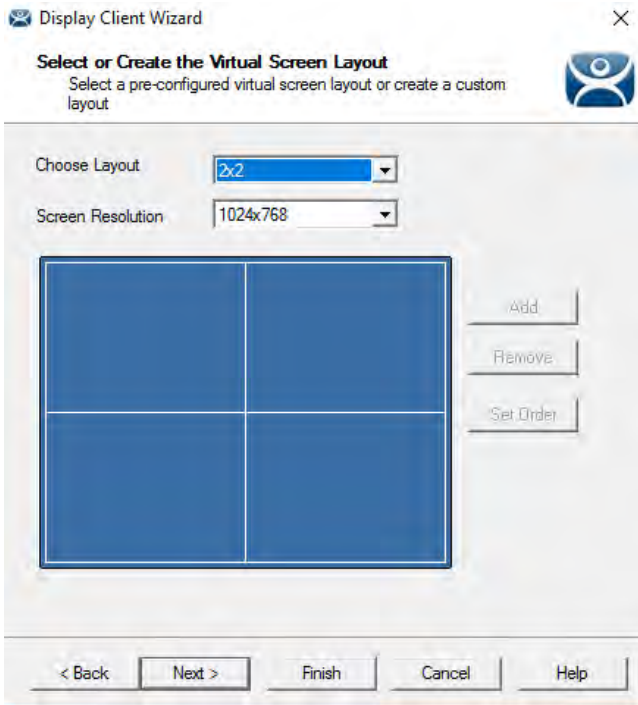 Display Client Wizard
Select or Create the Virtual Screen Layout
Select a pre-configured virtual screen layout or create a custom
layout
Choose Layout
2x2
Screen Resolution
1024x768
Add
Remove
Set Order
< Back
Next >
Finish
Cancel
Help